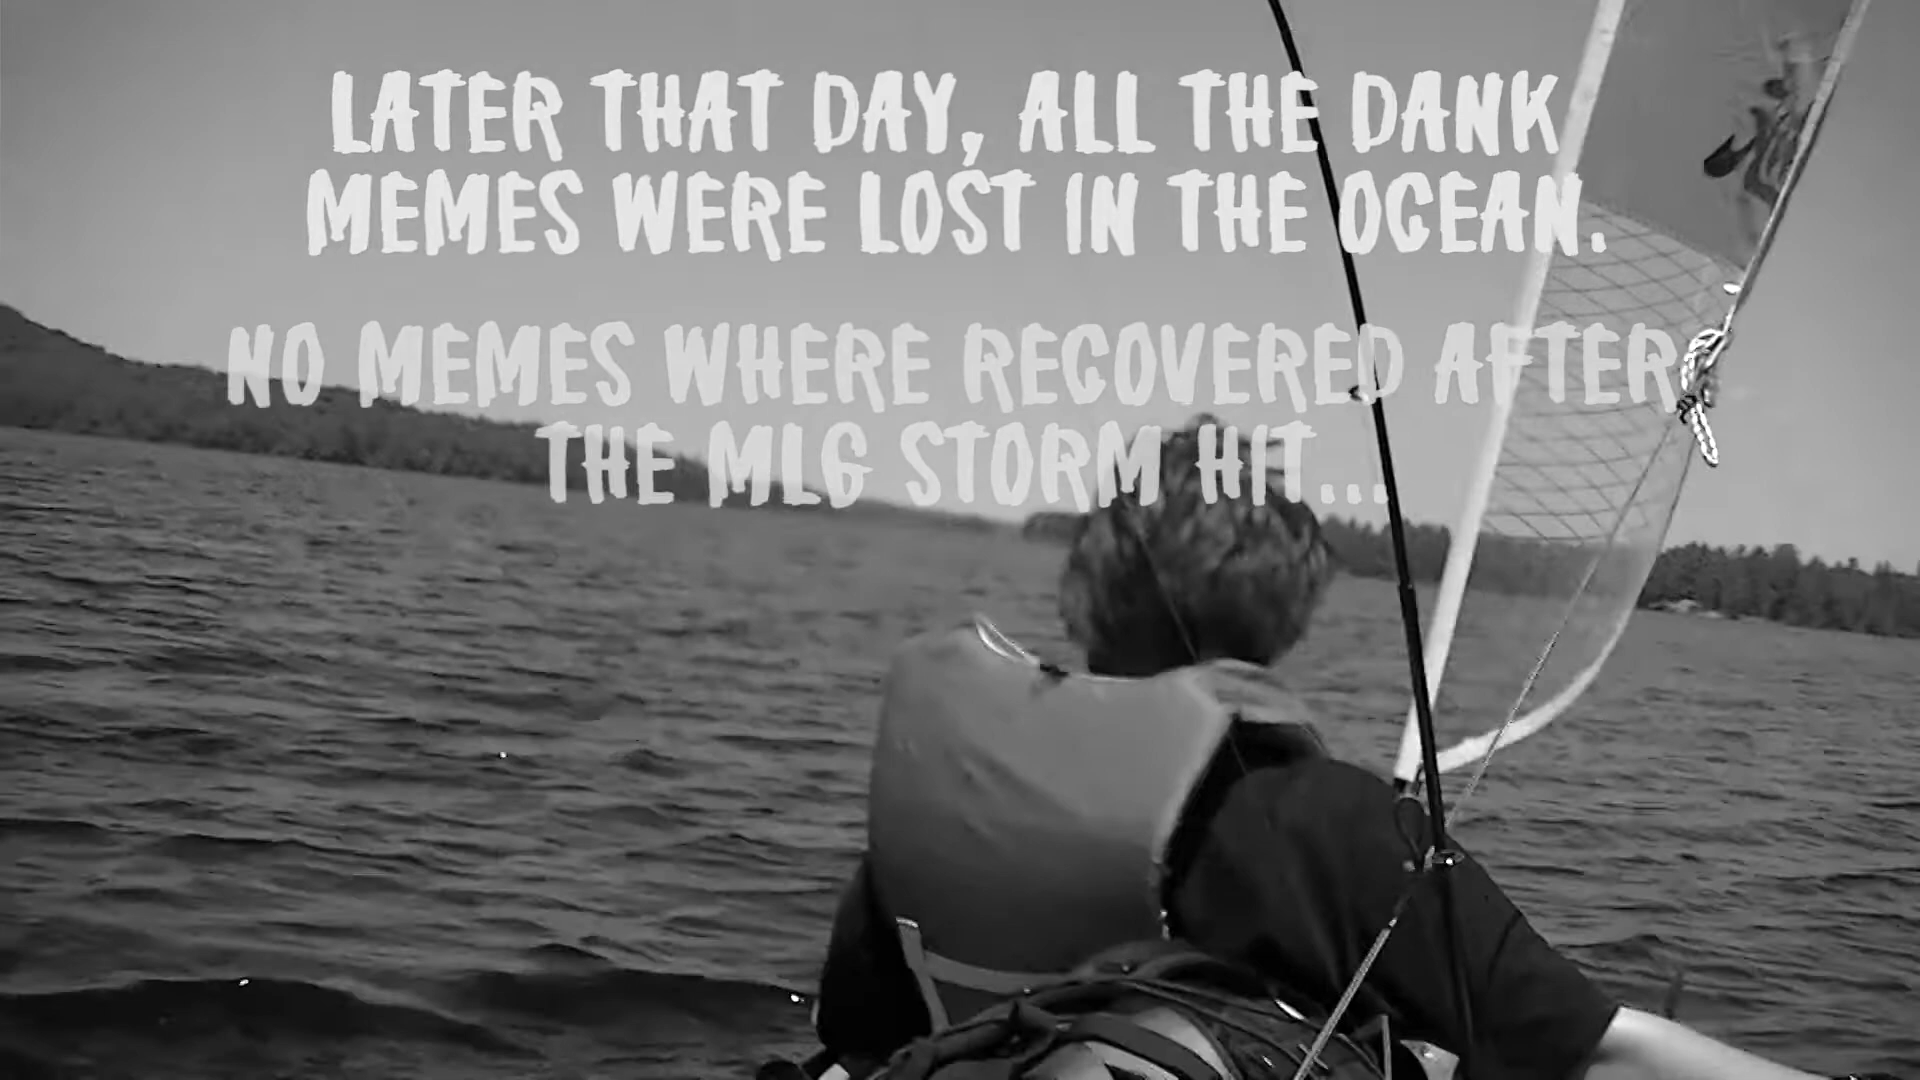 LATER THAT DAY, ALL THE DANK
MEMES WERE LOST IN THE OCEAN.
NO MEMES WHERE RECOVERED AFTER
THE MLG STORM HIT...